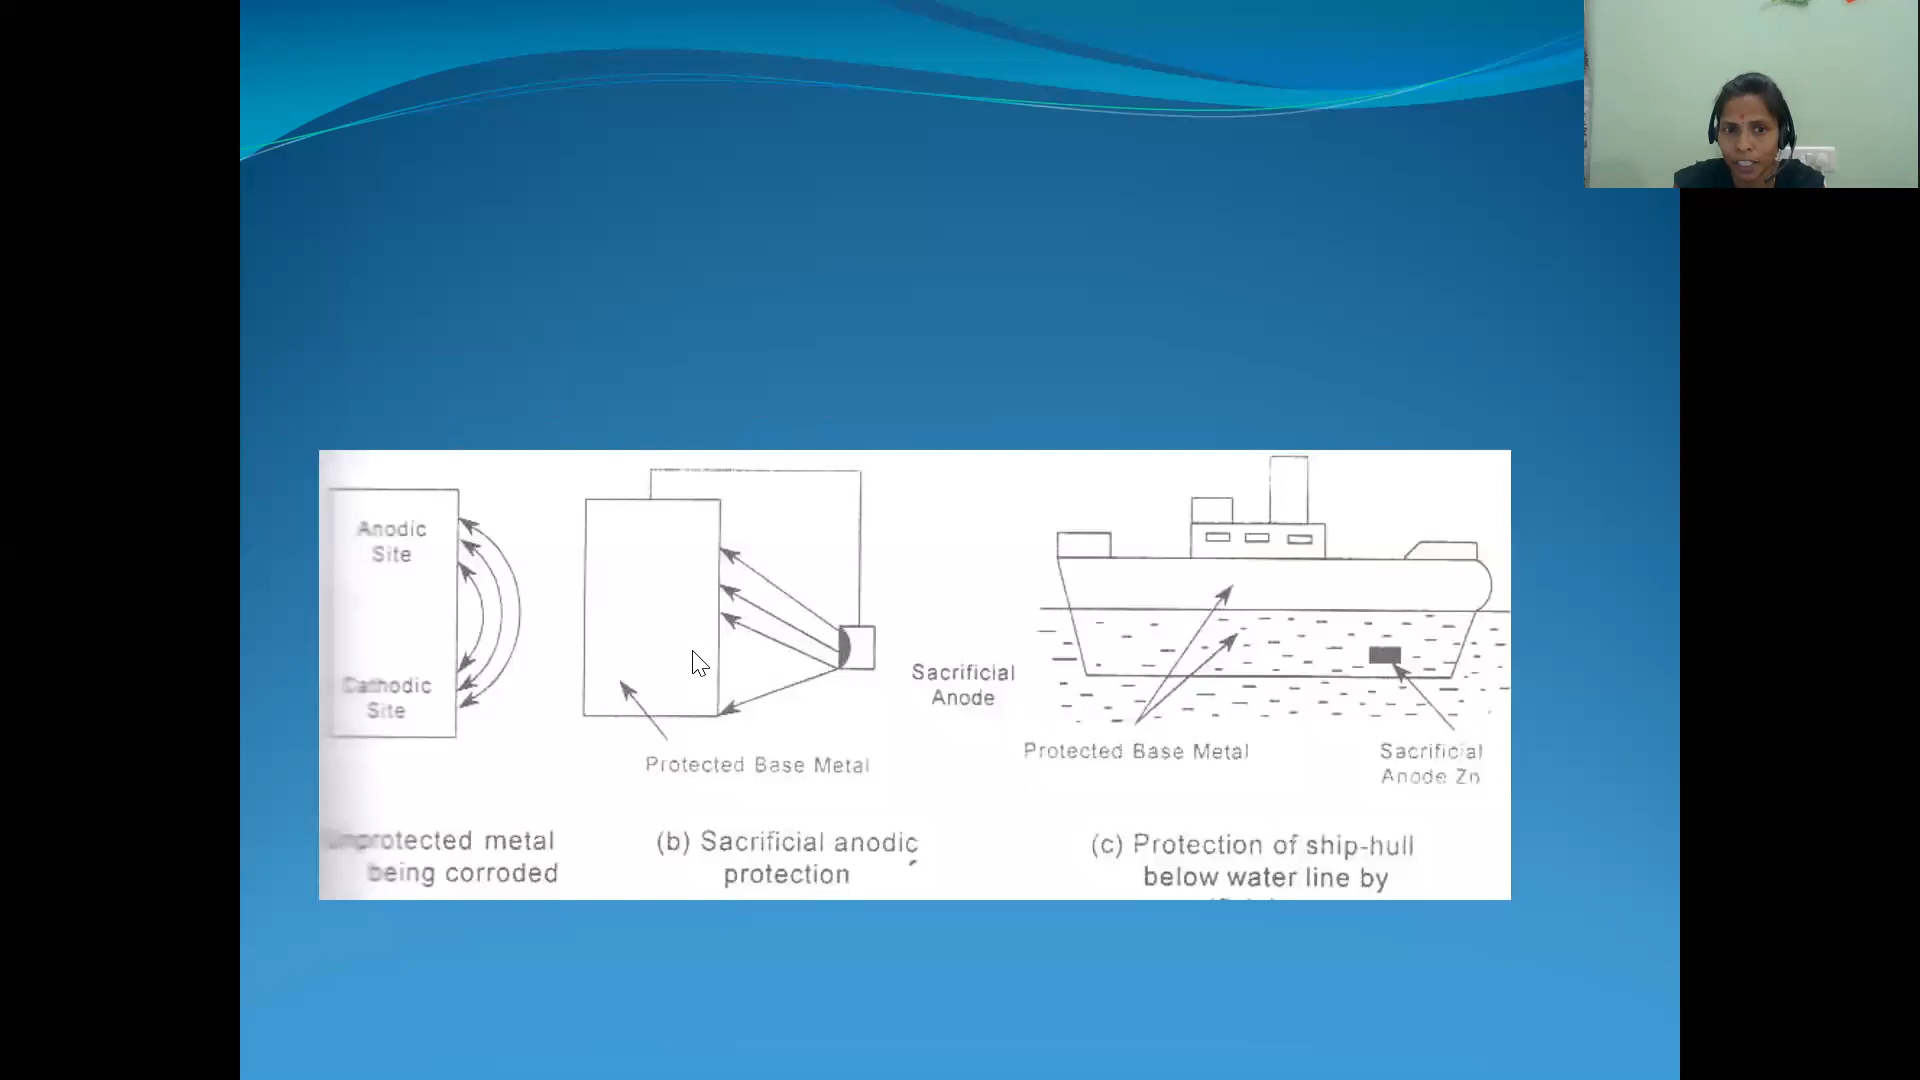 Anodic
Site
Cathodic
Site
Unprotected metal
being corroded
Protected Base Metal
(b) Sacrificial anodic
protection
Sacrificial
Anode
Protected Base Metal
Sacrificial
Anode Zn
(c) Protection of ship-hull
below water line by